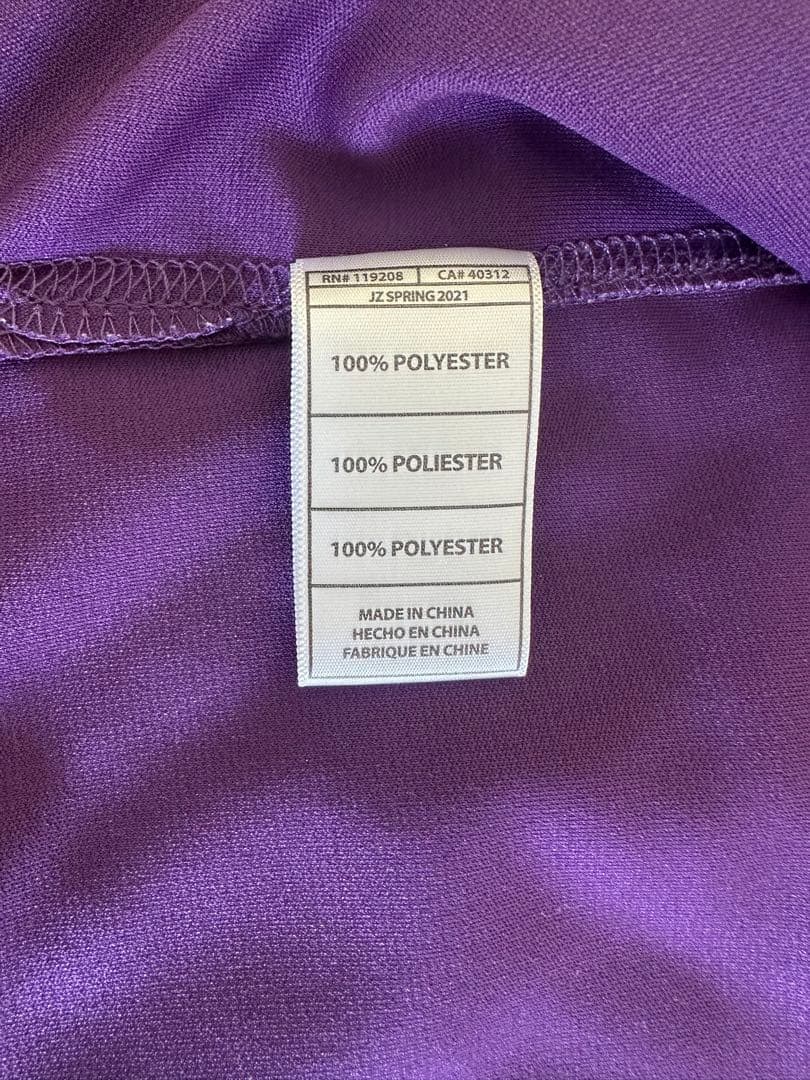 RN# 119208 CA# 40312
JZ SPRING 2021
100% POLYESTER
100% POLIESTER
100% POLYESTER
MADE IN CHINA
HECHO EN CHINA
FABRIQUE EN CHINE